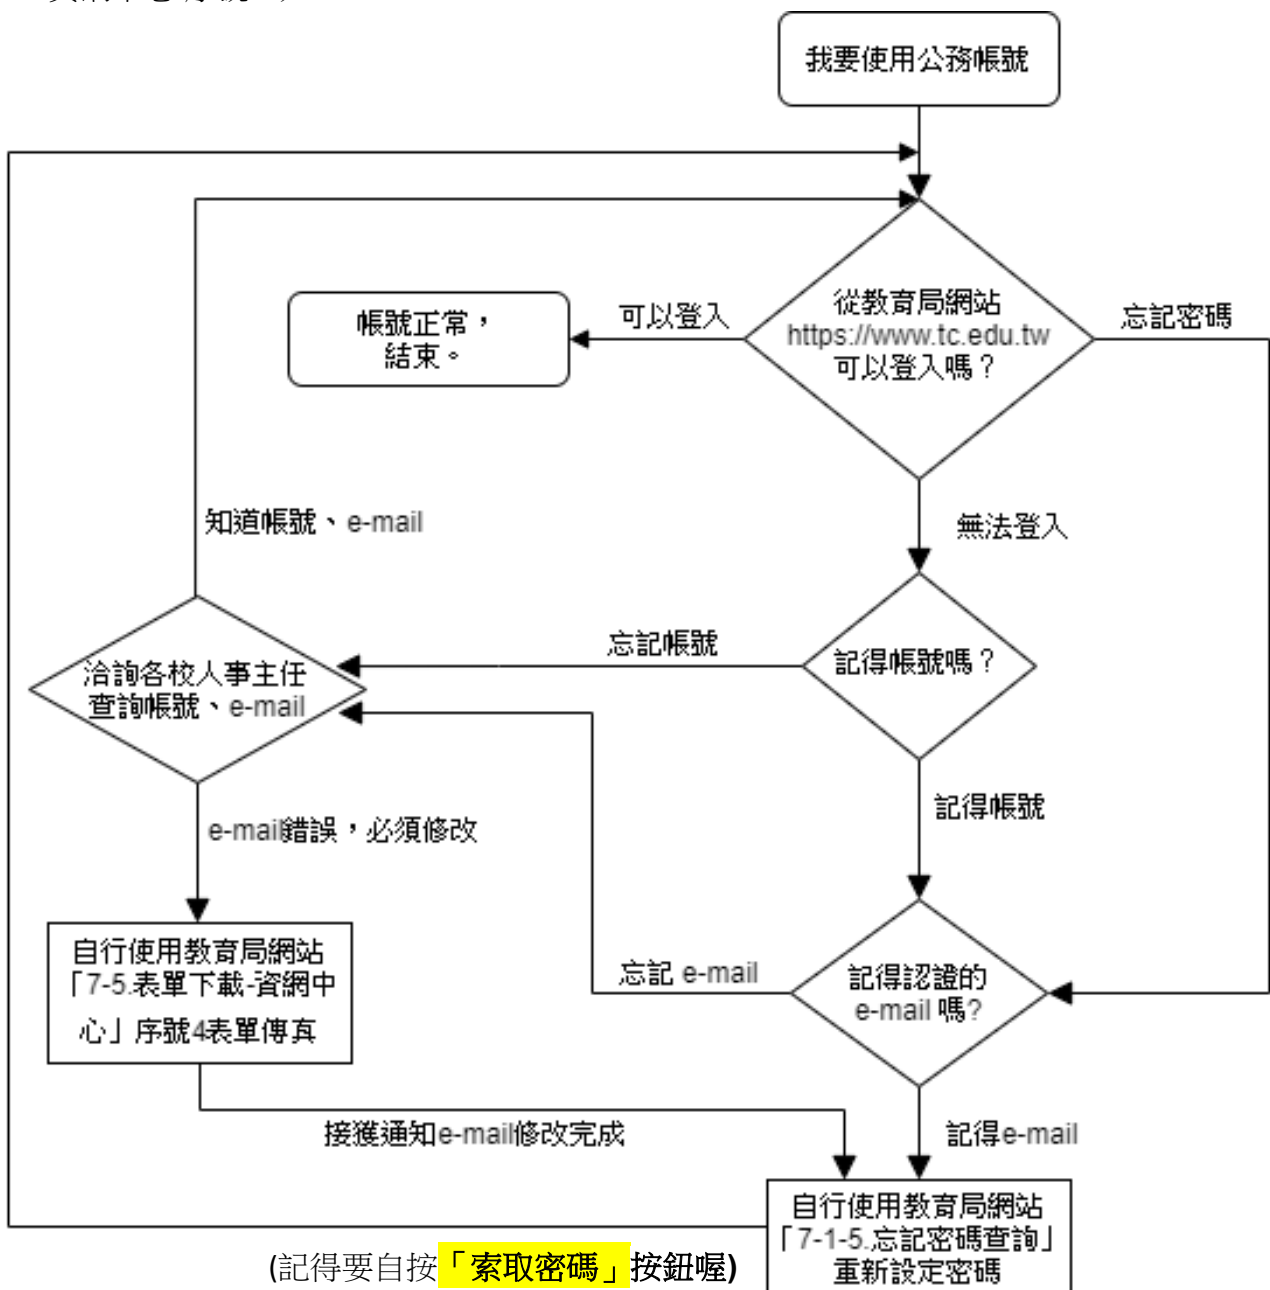 我要使用公務帳號
從教育局網站
https://www.tc.edu.tw
可以登入嗎？
可以登入
忘記密碼
帳號正常，
結束。
無法登入
知道帳號、e-mail
忘記帳號
記得帳號嗎？
洽詢各校人事主任
查詢帳號、e-mail
記得帳號
e-mail錯誤，必須修改
自行使用教育局網站
「7-5.表單下載-資網中
心」序號4表單傳真
忘記 e-mail
記得認證的
e-mail 嗎?
接獲通知e-mail修改完成
記得e-mail
自行使用教育局網站
「7-1-5.忘記密碼查詢」
重新設定密碼
(記得要自按「索取密碼」按鈕喔)